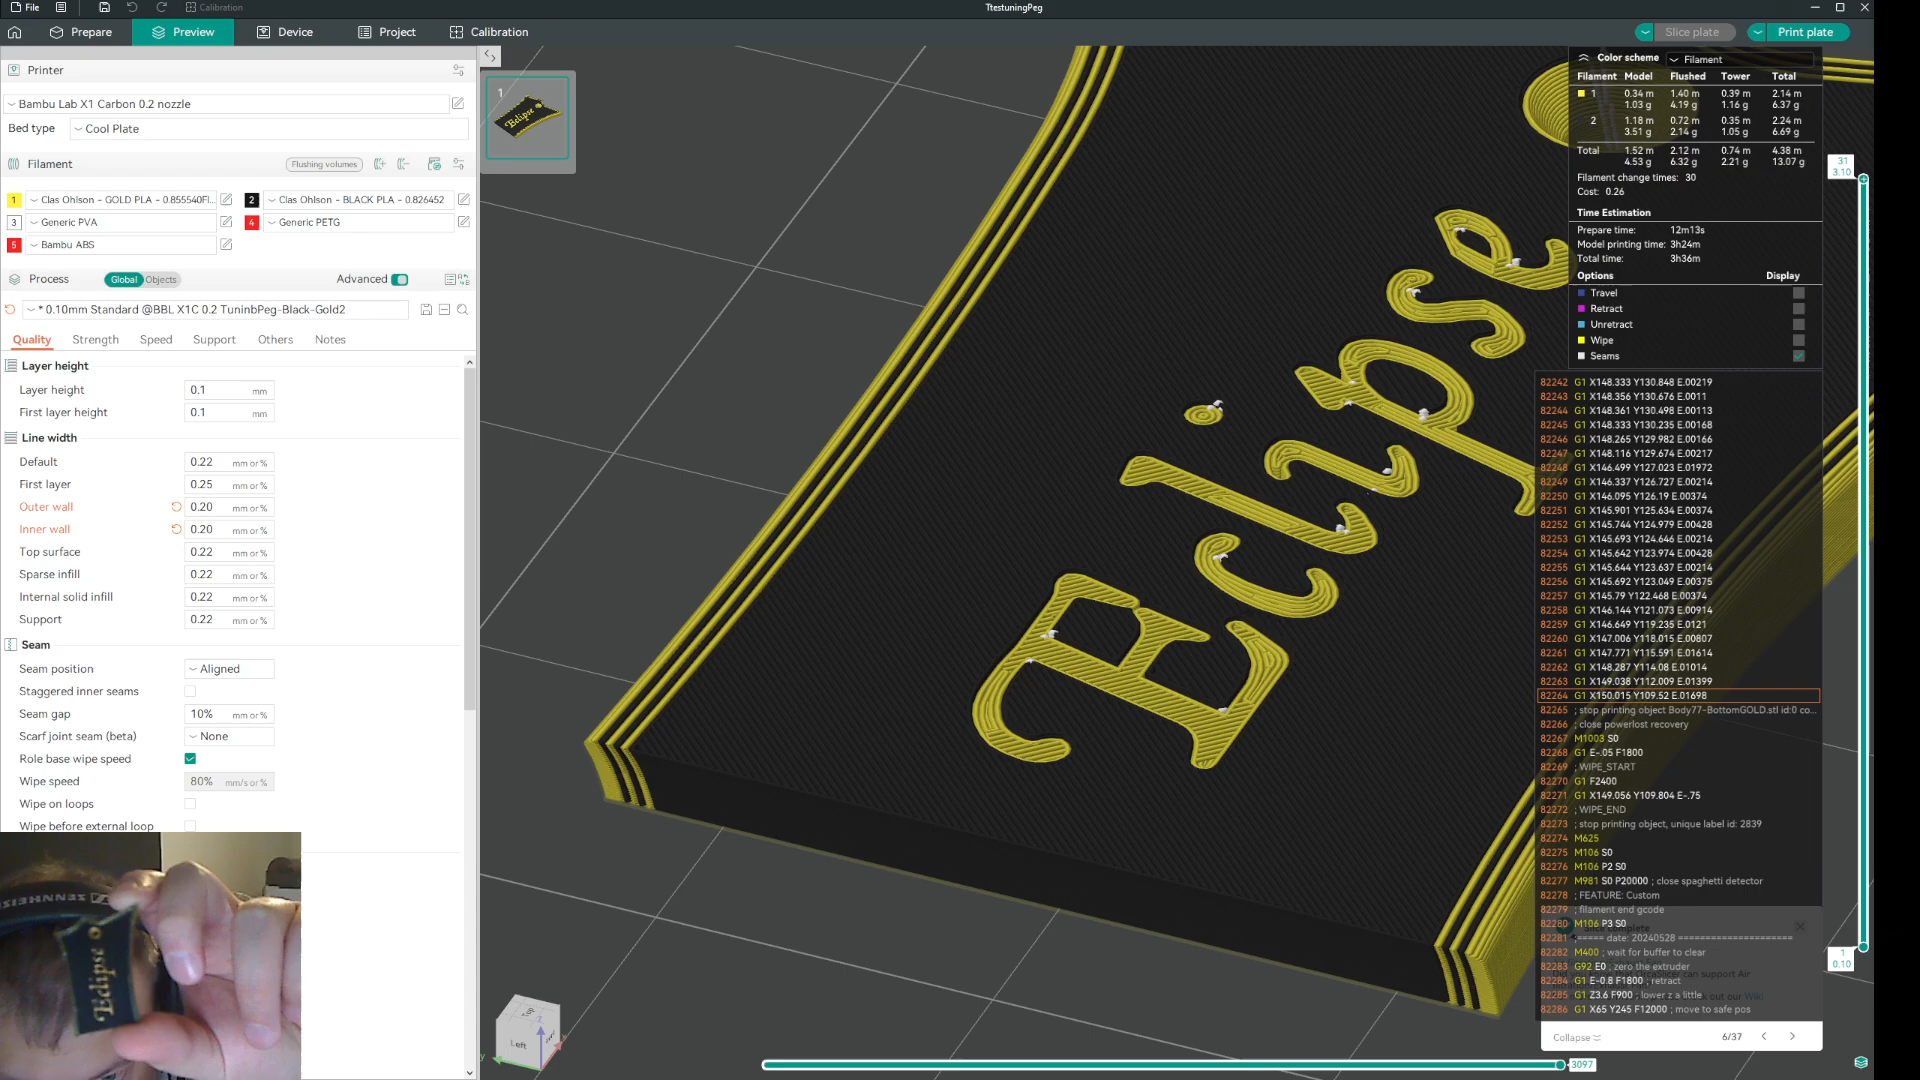 File
Calibration
TtestuningPeg
Prepare
Preview
Device
Project
Calibration
Slice plate
Print plate
Printer
Bambu Lab X1 Carbon 0.2 nozzle
Bed type
Cool Plate
Filament
Flushing volumes
1 Clas Ohlson - GOLD PLA - 0.855540Fl...
2 Clas Ohlson - BLACK PLA - 0.826452
3 Generic PVA
4 Generic PETG
5 Bambu ABS
Process
Global Objects
Advanced
* 0.10mm Standard @BBL X1C 0.2 TuninbPeg-Black-Gold2
Quality Strength Speed Support Others Notes
Layer height
Layer height 0.1 mm
First layer height 0.1 mm
Line width
Default 0.22 mm or %
First layer 0.25 mm or %
Outer wall 0.20 mm or %
Inner wall 0.20 mm or %
Top surface 0.22 mm or %
Sparse infill 0.22 mm or %
Internal solid infill 0.22 mm or %
Support 0.22 mm or %
Seam
Seam position Aligned
Staggered inner seams
Seam gap 10% mm or %
Scarf joint seam (beta) None
Role base wipe speed
Wipe speed 80% mm/s or %
Wipe on loops
Wipe before external loop
SENNHEISER
Eclipse
1
Eclipse
Eclipse
Top
Left
Color scheme Filament
Filament Model Flushed Tower Total
1 0.34 m 1.40 m 0.39 m 2.14 m
1.03 g 4.19 g 1.16 g 6.37 g
2 1.18 m 0.72 m 0.35 m 2.24 m
3.51 g 2.14 g 1.05 g 6.69 g
Total 1.52 m 2.12 m 0.74 m 4.38 m
4.53 g 6.32 g 2.21 g 13.07 g
Filament change times: 30
Cost: 0.26
Time Estimation
Prepare time: 12m13s
Model printing time: 3h24m
Total time: 3h36m
Options Display
Travel
Retract
Unretract
Wipe
Seams
31
3.10
82242 G1 X148.333 Y130.848 E.00219
82243 G1 X148.356 Y130.676 E.0011
82244 G1 X148.361 Y130.498 E.00113
82245 G1 X148.333 Y130.235 E.00168
82246 G1 X148.265 Y129.982 E.00166
82247 G1 X148.116 Y129.674 E.00217
82248 G1 X146.499 Y127.023 E.01972
82249 G1 X146.337 Y126.727 E.00214
82250 G1 X146.095 Y126.19 E.00374
82251 G1 X145.901 Y125.634 E.00374
82252 G1 X145.744 Y124.979 E.00428
82253 G1 X145.693 Y124.646 E.00214
82254 G1 X145.642 Y123.974 E.00428
82255 G1 X145.644 Y123.637 E.00214
82256 G1 X145.692 Y123.049 E.00375
82257 G1 X145.79 Y122.468 E.00374
82258 G1 X146.144 Y121.073 E.00914
82259 G1 X146.649 Y119.235 E.0121
82260 G1 X147.006 Y118.015 E.00807
82261 G1 X147.771 Y115.591 E.01614
82262 G1 X148.287 Y114.08 E.01014
82263 G1 X149.038 Y112.009 E.01399
82264 G1 X150.015 Y109.52 E.01698
82265 ; stop printing object Body77-BottomGOLD.stl id:0 co...
82266 ; close powerlost recovery
82267 M1003 S0
82268 G1 E-.05 F1800
82269 ; WIPE_START
82270 G1 F2400
82271 G1 X149.056 Y109.804 E-.75
82272 ; WIPE_END
82273 ; stop printing object, unique label id: 2839
82274 M625
82275 M106 S0
82276 M106 P2 S0
82277 M981 S0 P20000 ; close spaghetti detector
82278 ; FEATURE: Custom
82279 ; filament end gcode
82280 M106 P3 S0
82281 ;===== date: 20240528 =====================
82282 M400 ; wait for buffer to clear
82283 G92 E0 ; zero the extruder
82284 G1 E-0.8 F1800 ; retract
82285 G1 Z3.6 F900 ; lower z a little
82286 G1 X65 Y245 F12000 ; move to safe pos
1
0.10
Collapse
6/37
3097